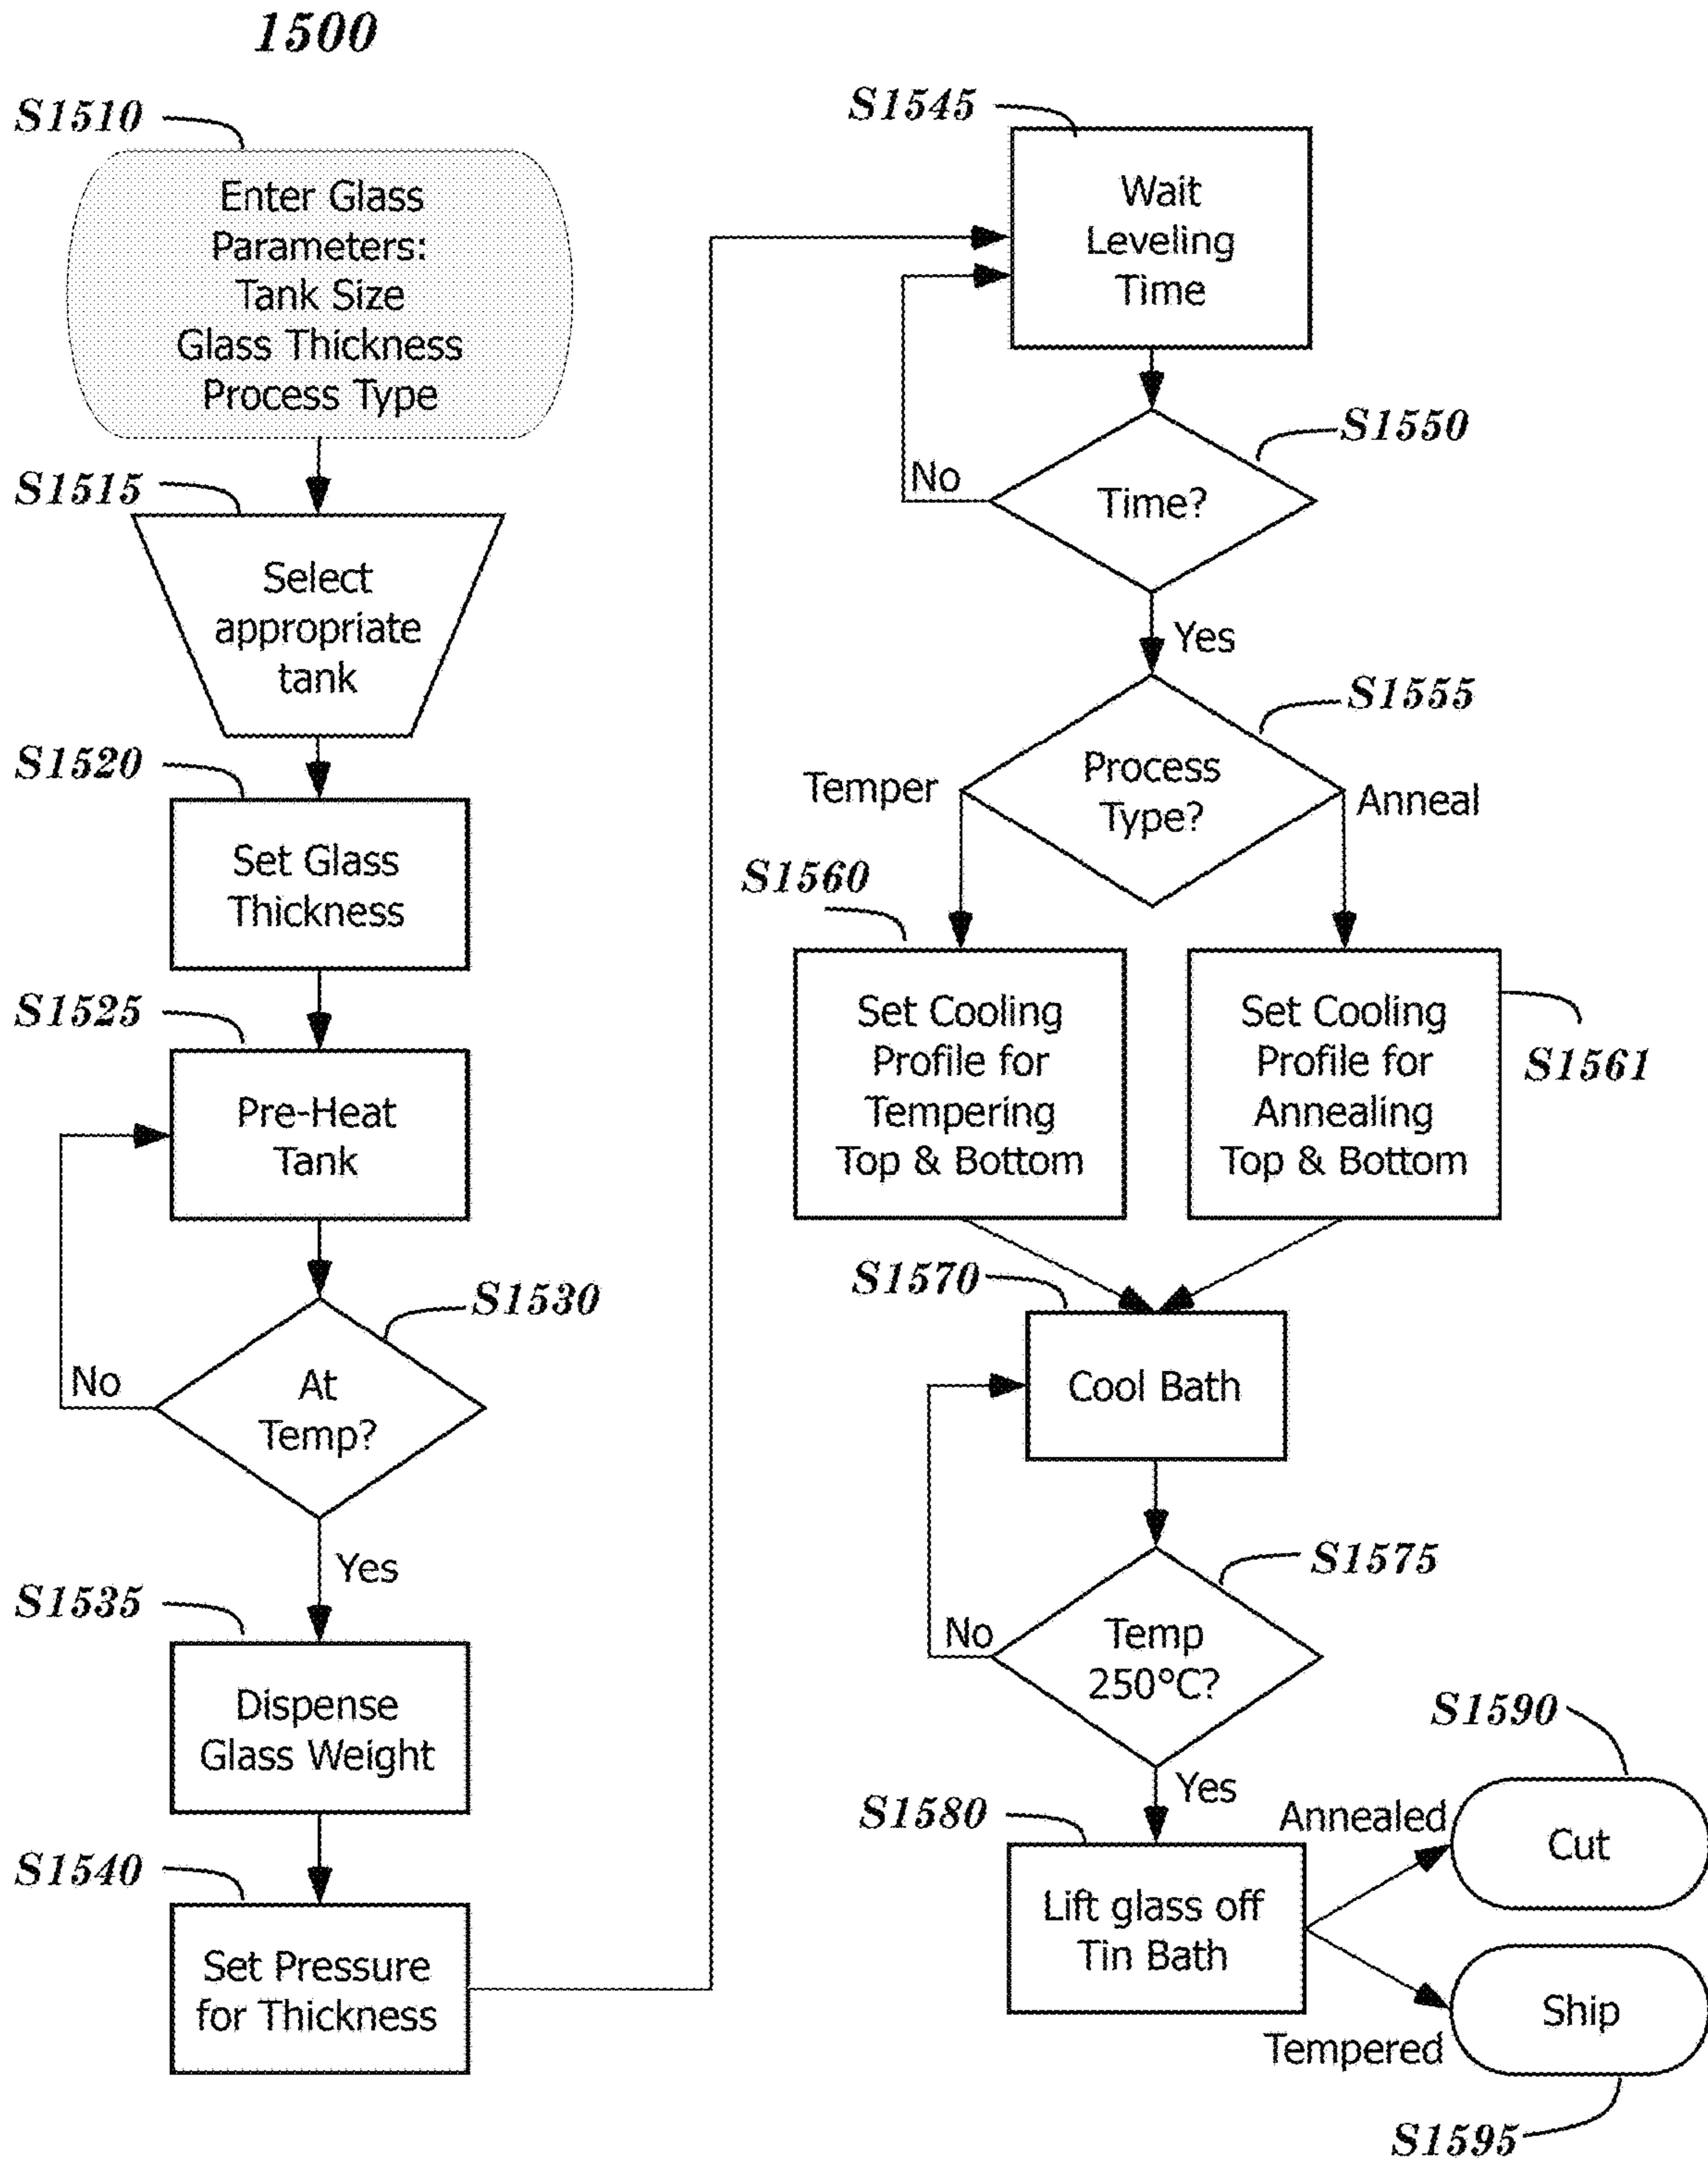 1500
S1510
Enter Glass
Parameters:
Tank Size
Glass Thickness
Process Type
S1515
Select
appropriate
tank
S1520
Set Glass
Thickness
S1525
Pre-Heat
Tank
S1530
At
Temp?
No
Yes
S1535
Dispense
Glass Weight
S1540
Set Pressure
for Thickness
S1545
Wait
Leveling
Time
S1550
Time?
No
Yes
S1555
Process
Type?
Temper
Anneal
S1560
Set Cooling
Profile for
Tempering
Top & Bottom
Set Cooling
Profile for
Annealing
Top & Bottom
S1561
S1570
Cool Bath
S1575
Temp
250°C?
No
Yes
S1580
Lift glass off
Tin Bath
Annealed
S1590
Cut
Tempered
Ship
S1595